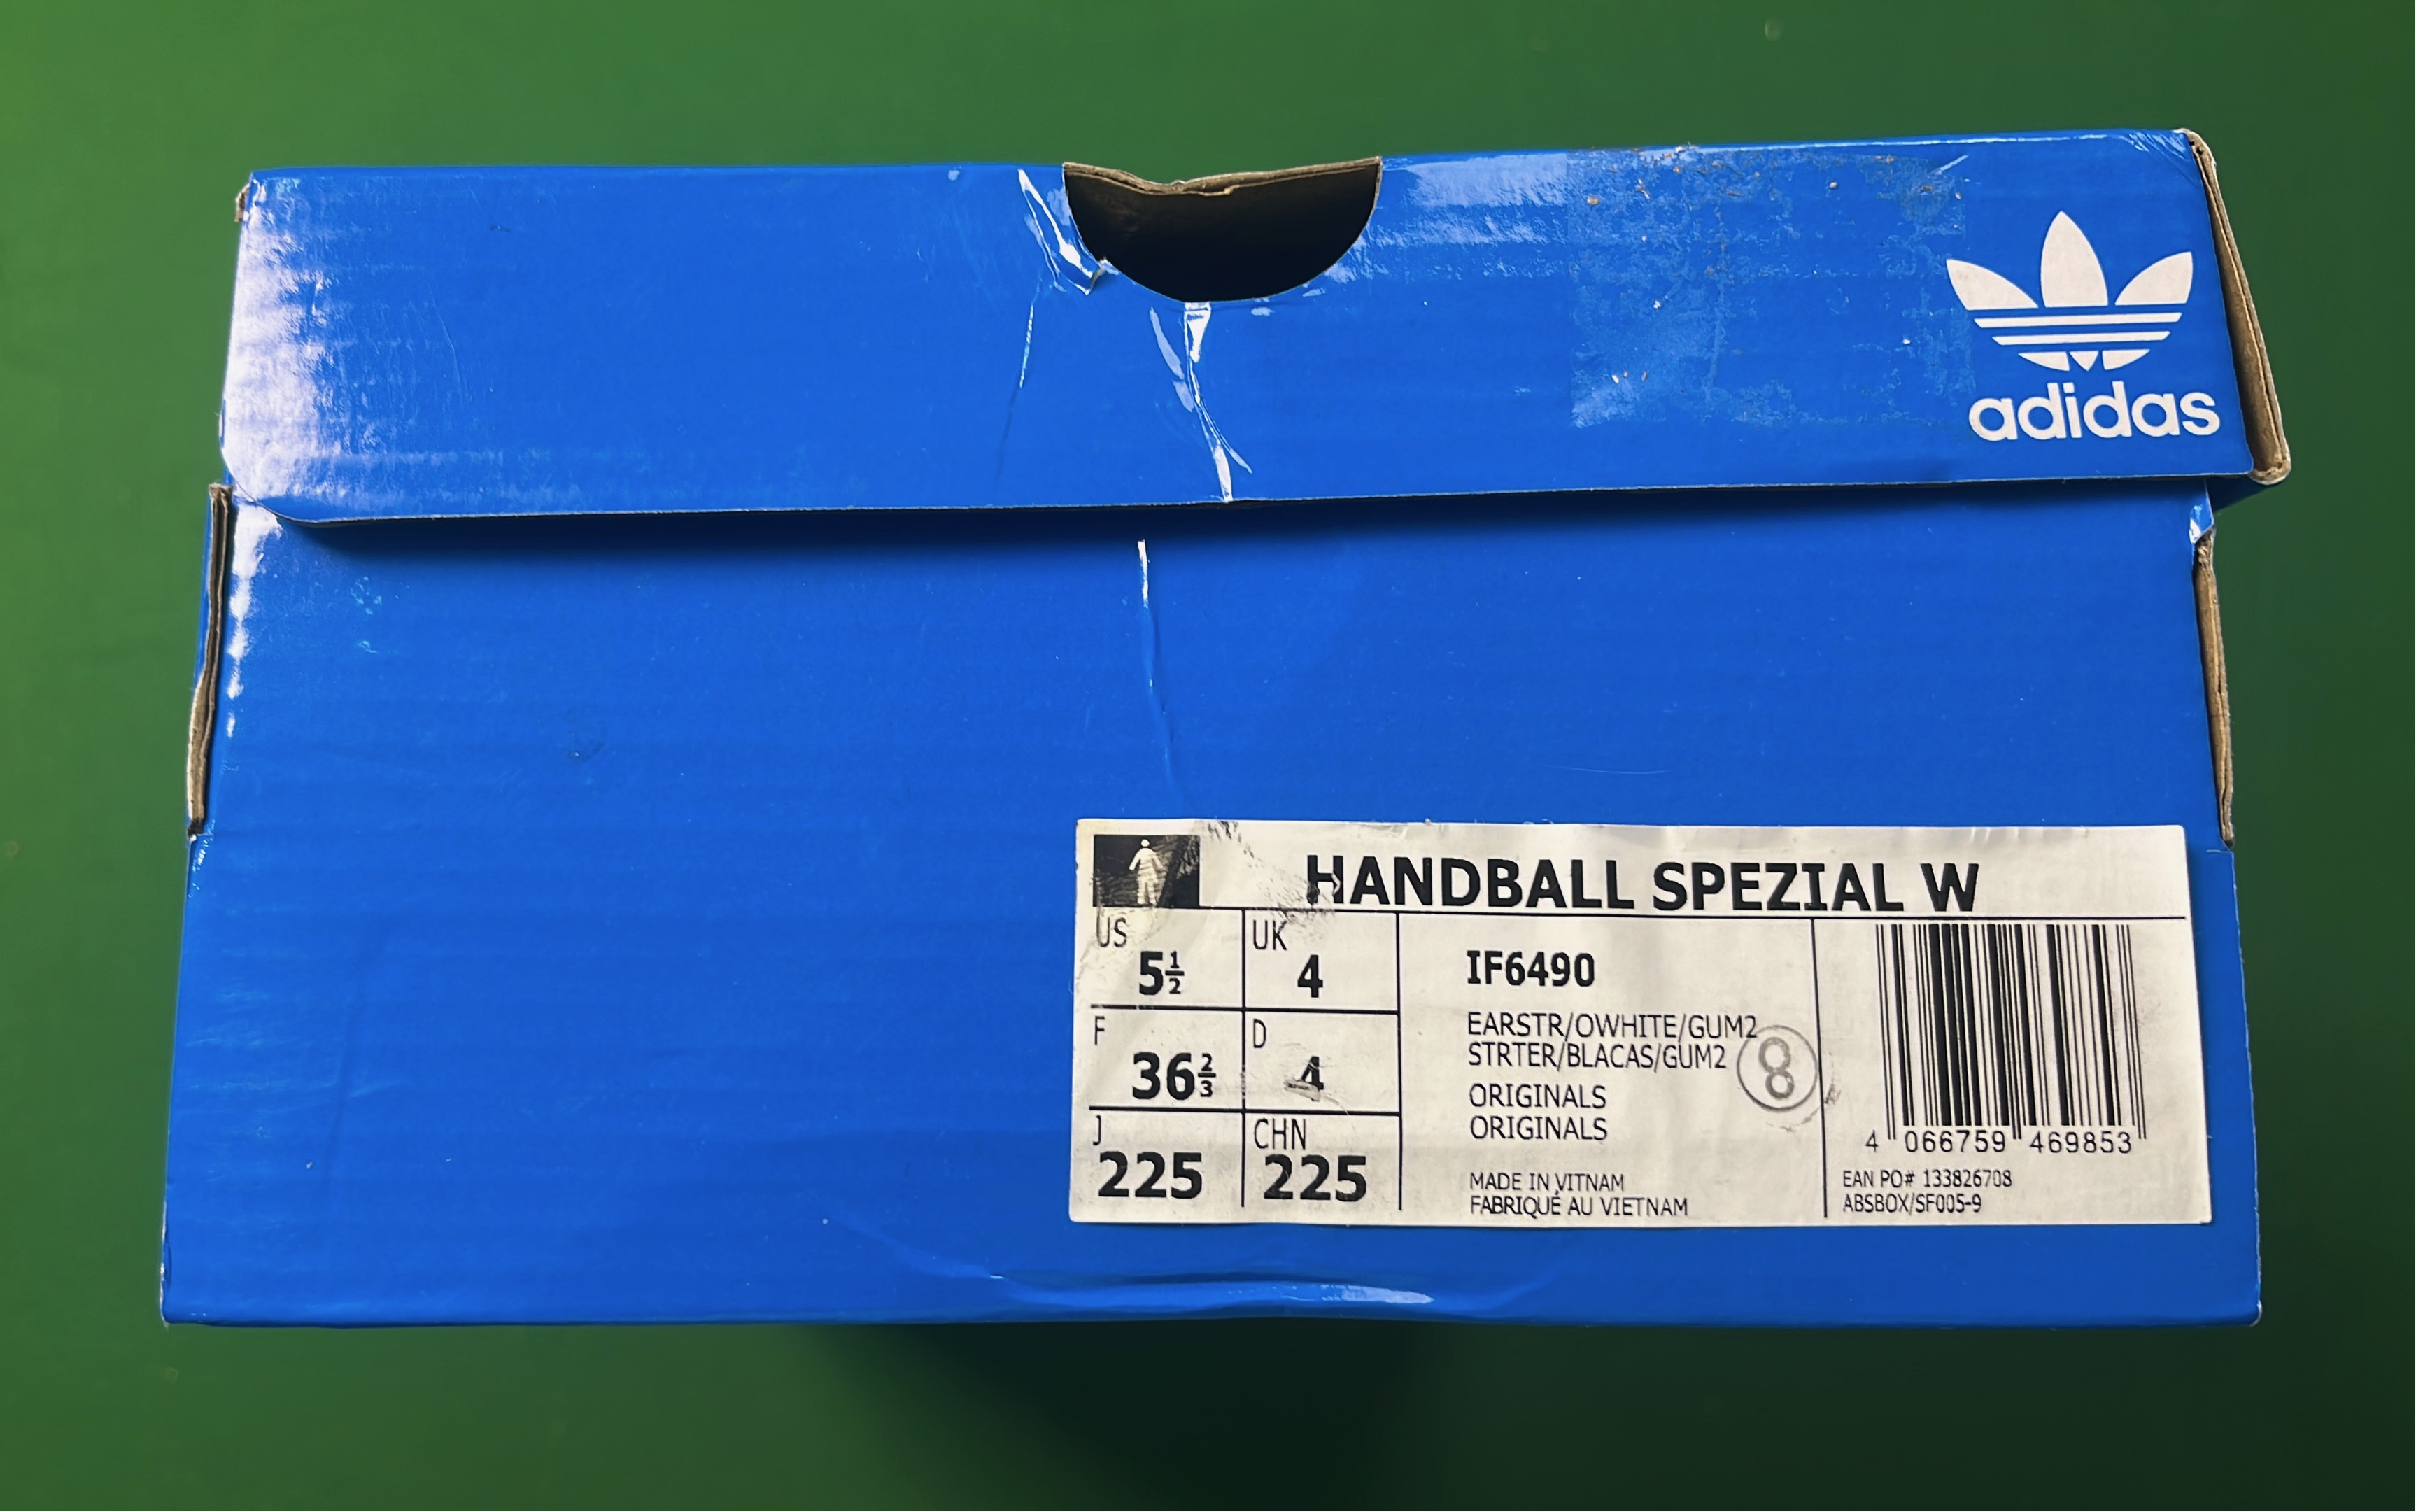 adidas
HANDBALL SPEZIAL W
US
5½
UK
4
F
36⅔
D
4
J
225
CHN
225
IF6490
EARSTR/OWHITE/GUM2
STRTER/BLACAS/GUM2
ORIGINALS
ORIGINALS
8
MADE IN VITNAM
FABRIQUÉ AU VIETNAM
4 066759 469853
EAN PO# 133826708
ABSBOX/SF005-9